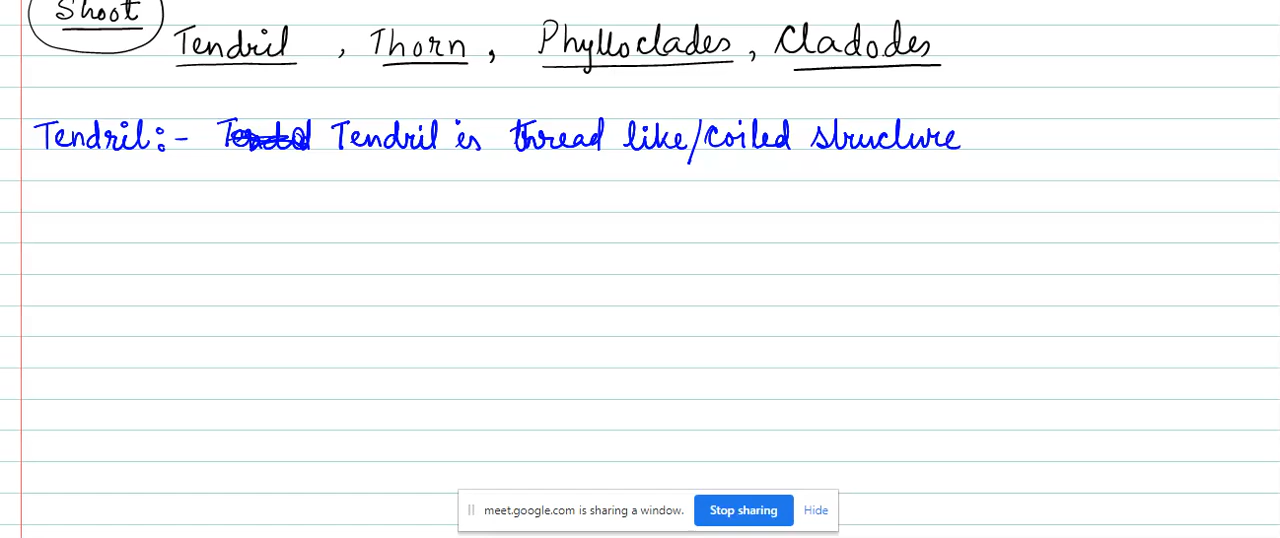 Shoot
Tendril, Thorn, Phylloclades, Cladodes
Tendril:- Tendril is thread like/coiled structure
meet.google.com is sharing a window. Stop sharing Hide